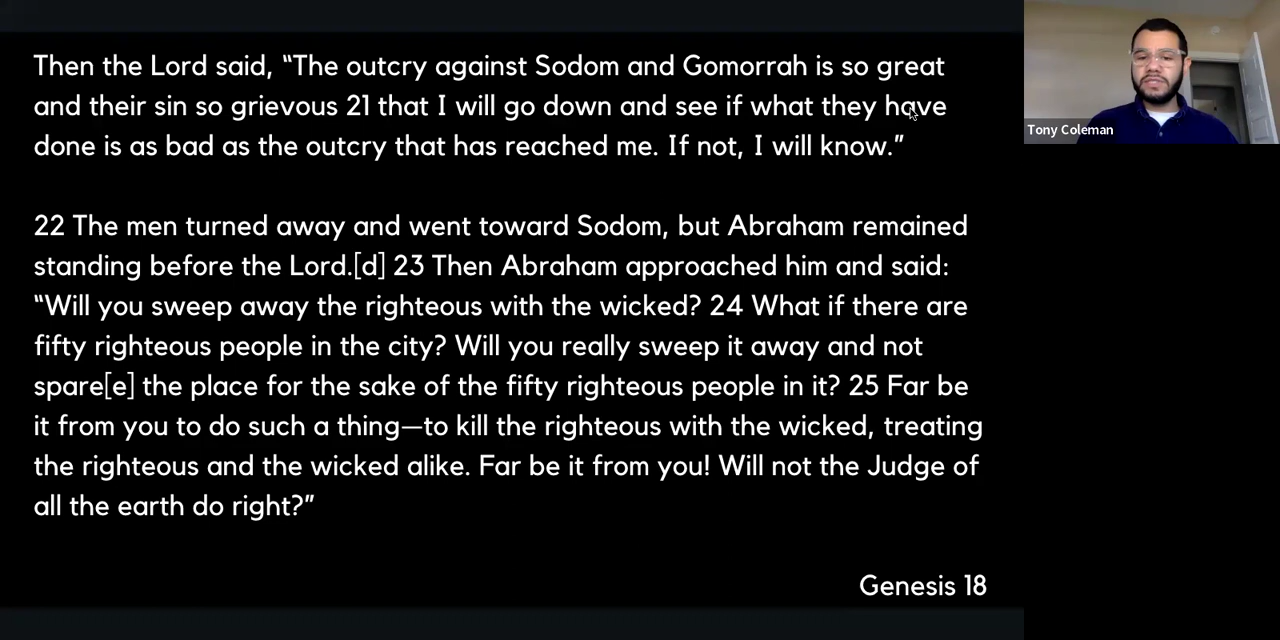 Then the Lord said, “The outcry against Sodom and Gomorrah is so great
and their sin so grievous 21 that I will go down and see if what they have
done is as bad as the outcry that has reached me. If not, I will know.”
22 The men turned away and went toward Sodom, but Abraham remained
standing before the Lord.[d] 23 Then Abraham approached him and said:
“Will you sweep away the righteous with the wicked? 24 What if there are
fifty righteous people in the city? Will you really sweep it away and not
spare[e] the place for the sake of the fifty righteous people in it? 25 Far be
it from you to do such a thing—to kill the righteous with the wicked, treating
the righteous and the wicked alike. Far be it from you! Will not the Judge of
all the earth do right?”
Genesis 18
Tony Coleman